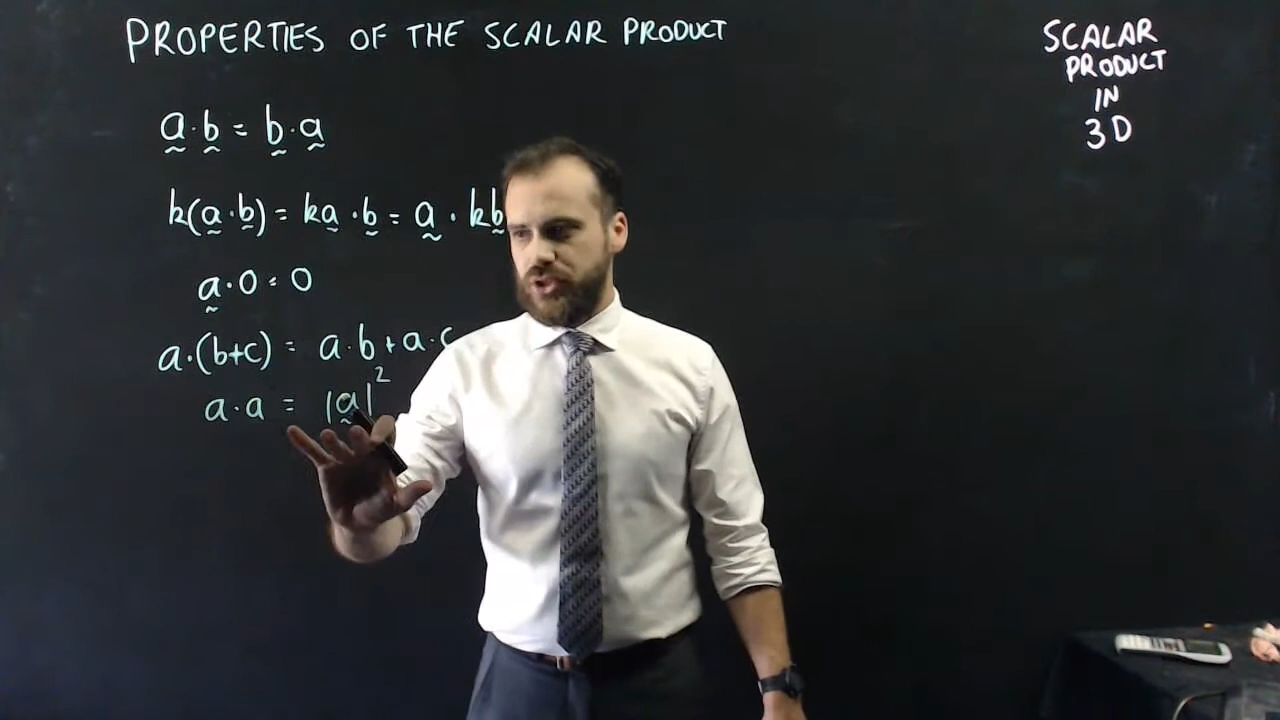 PROPERTIES OF THE SCALAR PRODUCT
SCALAR
PRODUCT
IN
3D
a·b = b·a
k(a·b) = ka·b = a·kb
a·0 = 0
a·(b+c) = a·b + a·c
a·a = |a|²